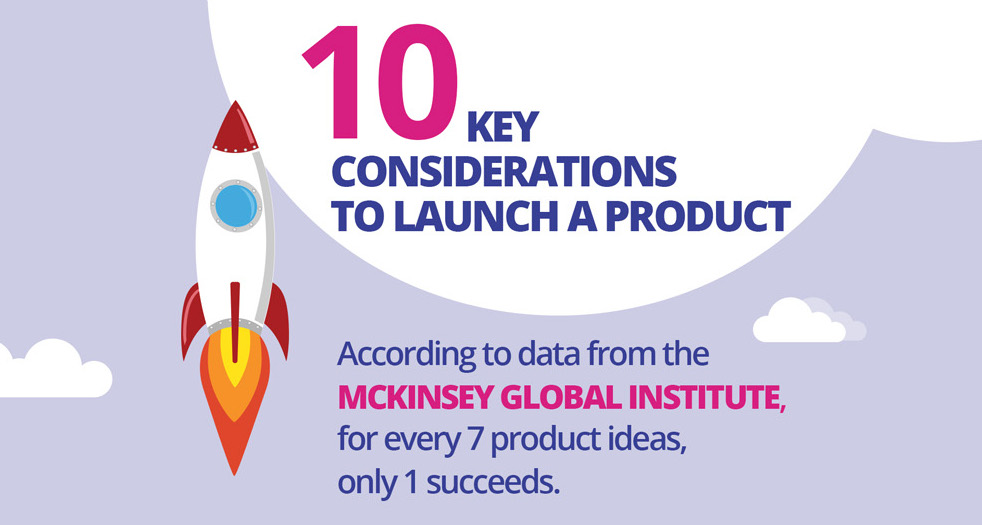 10 KEY
CONSIDERATIONS
TO LAUNCH A PRODUCT
According to data from the
MCKINSEY GLOBAL INSTITUTE,
for every 7 product ideas,
only 1 succeeds.